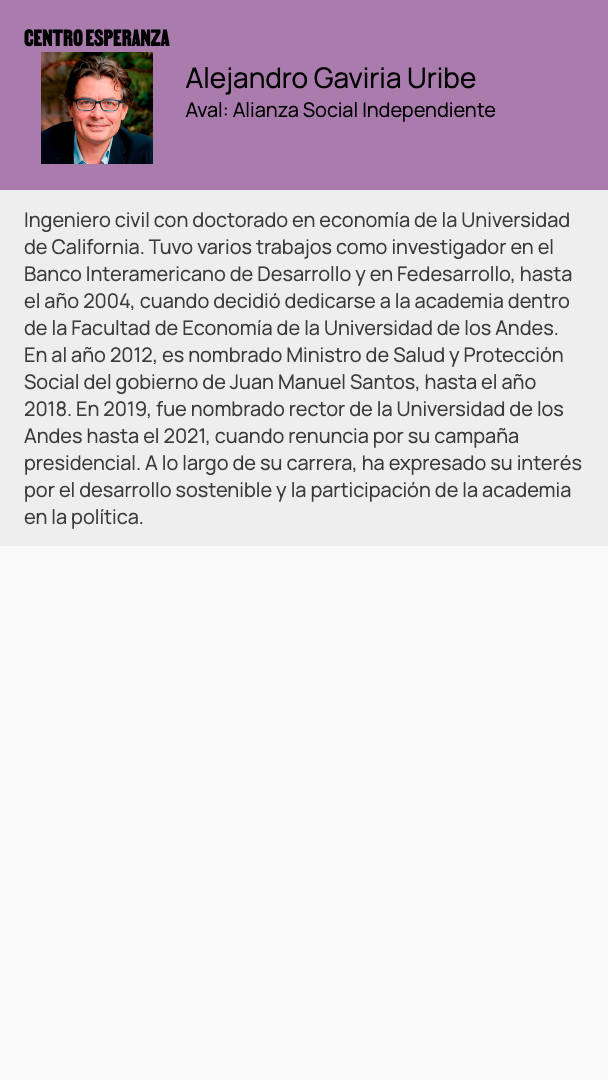 CENTRO ESPERANZA
Alejandro Gaviria Uribe
Aval: Alianza Social Independiente
Ingeniero civil con doctorado en economía de la Universidad
de California. Tuvo varios trabajos como investigador en el
Banco Interamericano de Desarrollo y en Fedesarrollo, hasta
el año 2004, cuando decidió dedicarse a la academia dentro
de la Facultad de Economía de la Universidad de los Andes.
En al año 2012, es nombrado Ministro de Salud y Protección
Social del gobierno de Juan Manuel Santos, hasta el año
2018. En 2019, fue nombrado rector de la Universidad de los
Andes hasta el 2021, cuando renuncia por su campaña
presidencial. A lo largo de su carrera, ha expresado su interés
por el desarrollo sostenible y la participación de la academia
en la política.